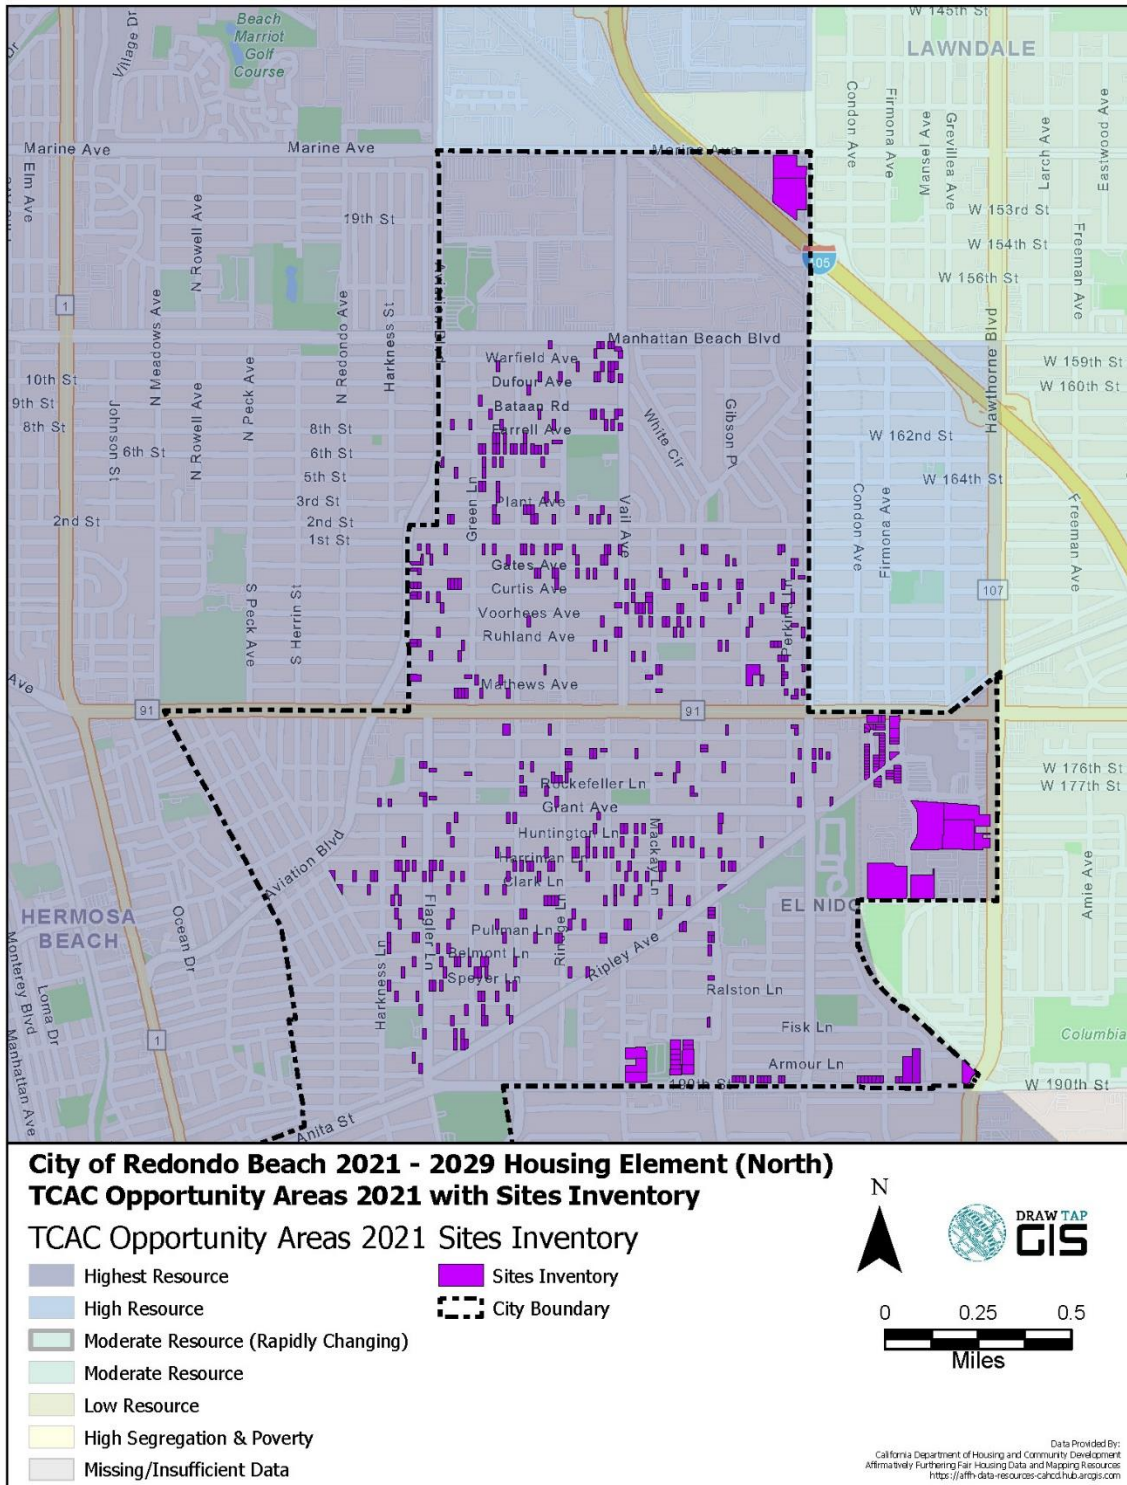 Beach
Marriot
Golf
Course
Village Dr
Dr
W 145th St
LAWNDALE
Condon Ave
Firmona Ave
Mansel Ave
Grevillea Ave
Larch Ave
Eastwood Ave
Marine Ave
Marine Ave
Marine Ave
Elm Ave
N Rowell Ave
19th St
W 153rd St
W 154th St
W 156th St
Freeman Ave
405
1
N Meadows Ave
N Redondo Ave
Harkness St
Aviation Blvd
Manhattan Beach Blvd
Hawthorne Blvd
Warfield Ave
Dufour Ave
Bataan Rd
Farrell Ave
10th St
9th St
8th St
8th St
6th St
6th St
5th St
3rd St
2nd St
2nd St
1st St
Johnson St
N Rowell Ave
N Peck Ave
White Cir
Gibson Pl
W 159th St
W 160th St
W 162nd St
W 164th St
Green Ln
Plant Ave
Vail Ave
Condon Ave
Firmona Ave
Freeman Ave
Gates Ave
Curtis Ave
Voorhees Ave
Ruhland Ave
Mathews Ave
S Peck Ave
S Herrin St
Perkins Ln
107
Ave
91
91
W 176th St
W 177th St
Rockefeller Ln
Grant Ave
Huntington Ln
Harriman Ln
Clark Ln
Mackay Ln
Aviation Blvd
Amie Ave
HERMOSA
BEACH
Ocean Dr
Monterey Blvd
Loma Dr
Manhattan Ave
EL NIDO
Flagler Ln
Harkness Ln
Rindge Ln
Pullman Ln
Belmont Ln
Speyer Ln
Ripley Ave
Ralston Ln
Fisk Ln
Armour Ln
Columbia
1
190th St
W 190th St
Anita St
City of Redondo Beach 2021 - 2029 Housing Element (North)
TCAC Opportunity Areas 2021 with Sites Inventory
TCAC Opportunity Areas 2021
Highest Resource
High Resource
Moderate Resource (Rapidly Changing)
Moderate Resource
Low Resource
High Segregation & Poverty
Missing/Insufficient Data
Sites Inventory
Sites Inventory
City Boundary
N
DRAW TAP
GIS
0 0.25 0.5
Miles
Data Provided By:
California Department of Housing and Community Development
Affirmatively Furthering Fair Housing Data and Mapping Resources
https://affh-data-resources-cahcd.hub.arcgis.com